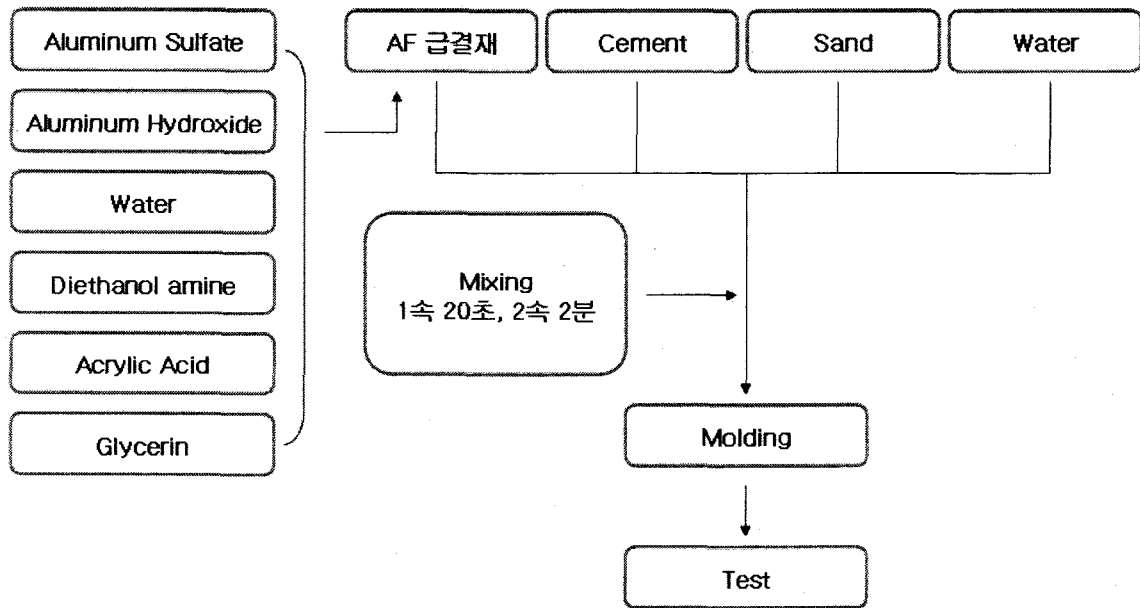 Aluminum Sulfate
Aluminum Hydroxide
Water
Diethanol amine
Acrylic Acid
Glycerin
AF 급결재
Cement
Sand
Water
Mixing
1속 20초, 2속 2분
Molding
Test